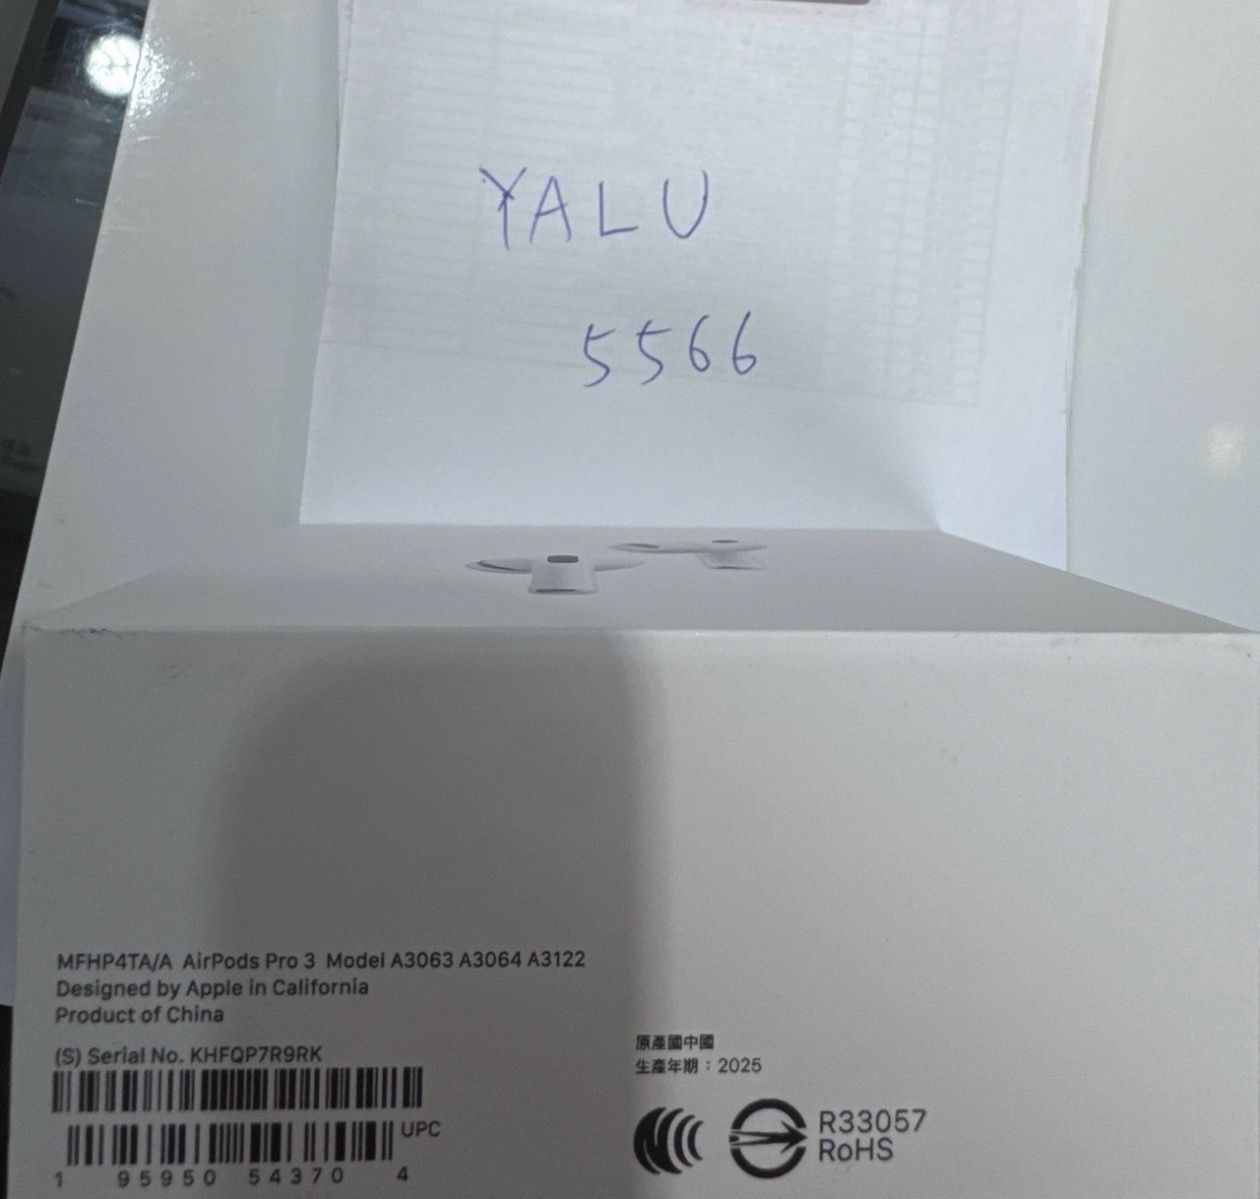 YALU
5566
MFHP4TA/A AirPods Pro 3 Model A3063 A3064 A3122
Designed by Apple in California
Product of China
(S) Serial No. KHFQP7R9RK
UPC
1 95950 54370 4
原產國中國
生產年期：2025
R33057
RoHS